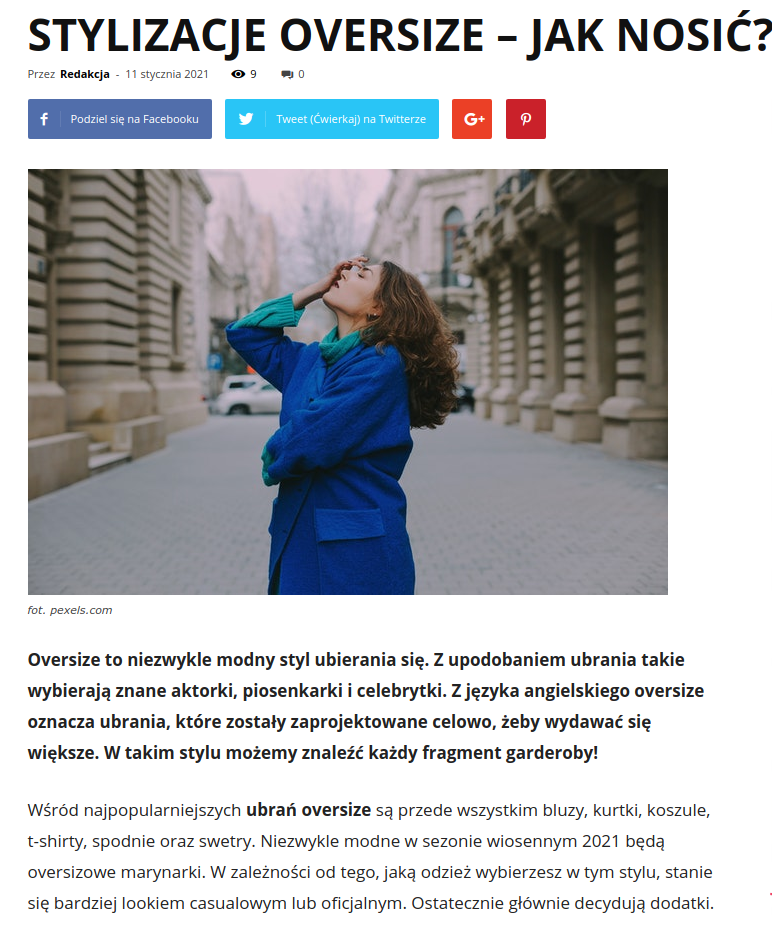 STYLIZACJE OVERSIZE – JAK NOSIĆ?
Przez Redakcja - 11 stycznia 2021 9 0
Podziel się na Facebooku Tweet (Ćwierkaj) na Twitterze G+
fot. pexels.com
Oversize to niezwykle modny styl ubierania się. Z upodobaniem ubrania takie
wybierają znane aktorki, piosenkarki i celebrytki. Z języka angielskiego oversize
oznacza ubrania, które zostały zaprojektowane celowo, żeby wydawać się
większe. W takim stylu możemy znaleźć każdy fragment garderoby!
Wśród najpopularniejszych ubrań oversize są przede wszystkim bluzy, kurtki, koszule,
t-shirty, spodnie oraz swetry. Niezwykle modne w sezonie wiosennym 2021 będą
oversizowe marynarki. W zależności od tego, jaką odzież wybierzesz w tym stylu, stanie
się bardziej lookiem casualowym lub oficjalnym. Ostatecznie głównie decydują dodatki.